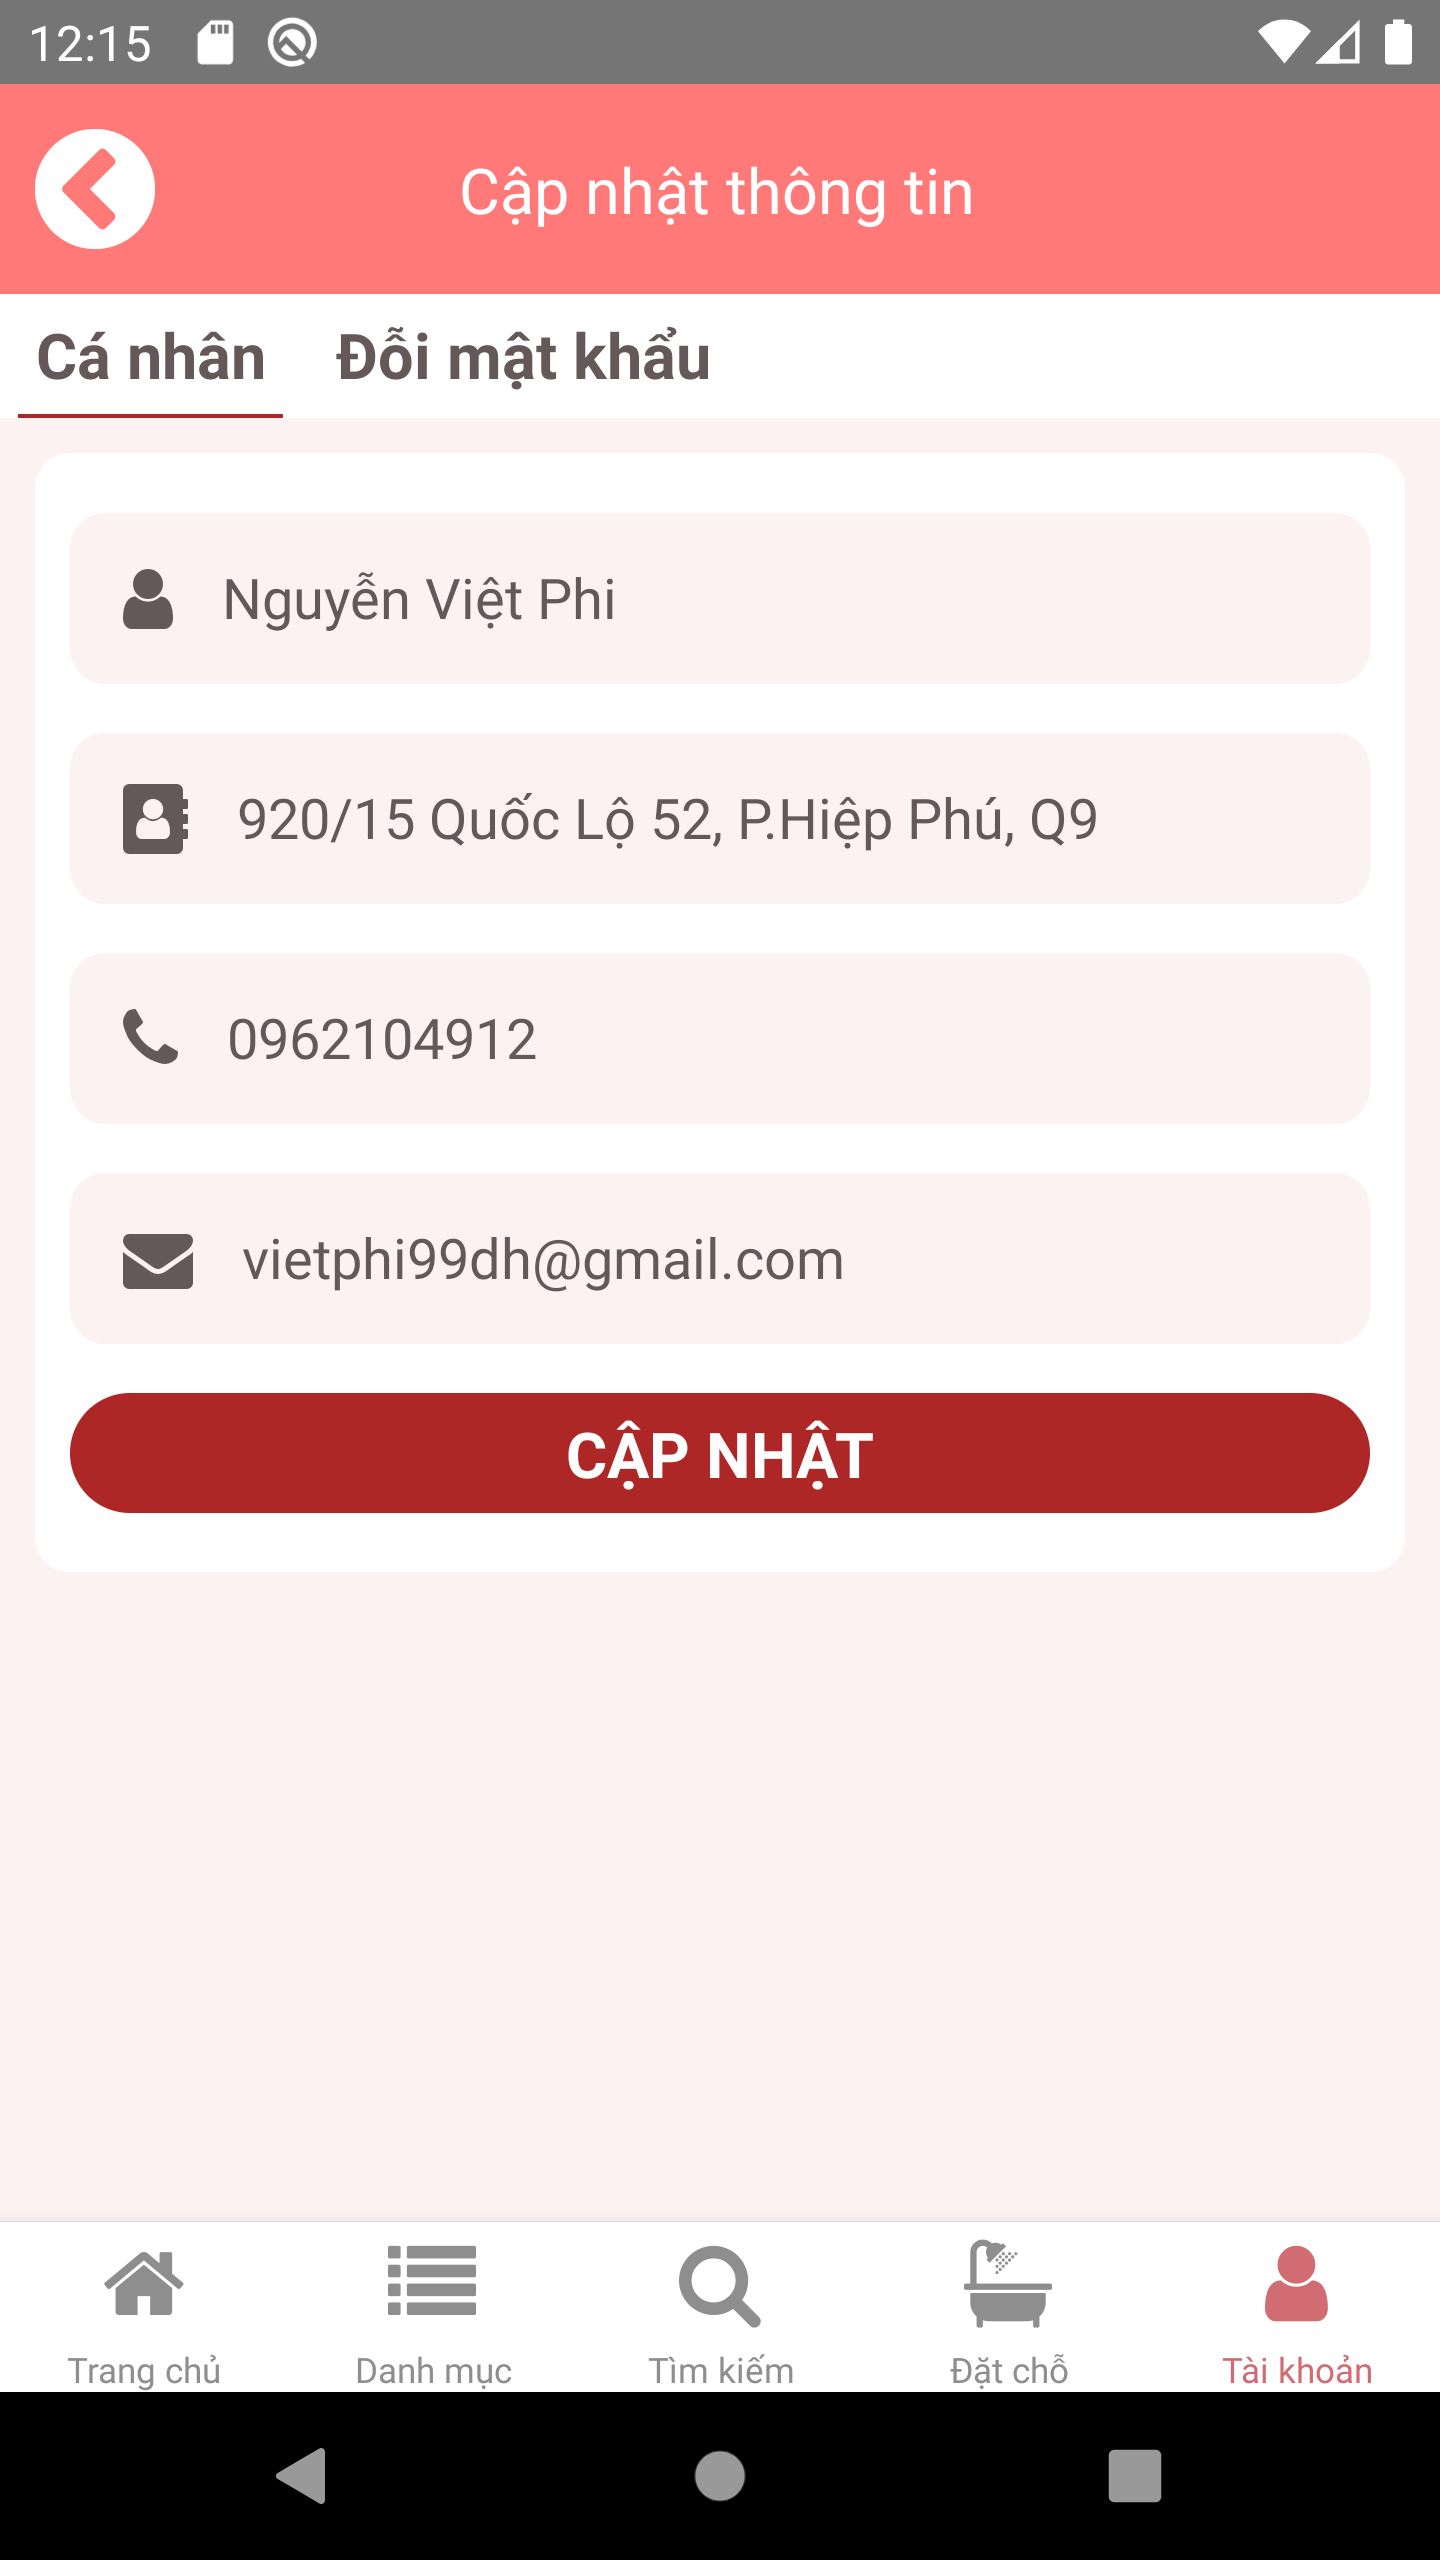 12:15
Cập nhật thông tin
Cá nhân Đỗi mật khẩu
Nguyễn Việt Phi
920/15 Quốc Lộ 52, P.Hiệp Phú, Q9
0962104912
vietphi99dh@gmail.com
CẬP NHẬT
Trang chủ Danh mục Tìm kiếm Đặt chỗ Tài khoản